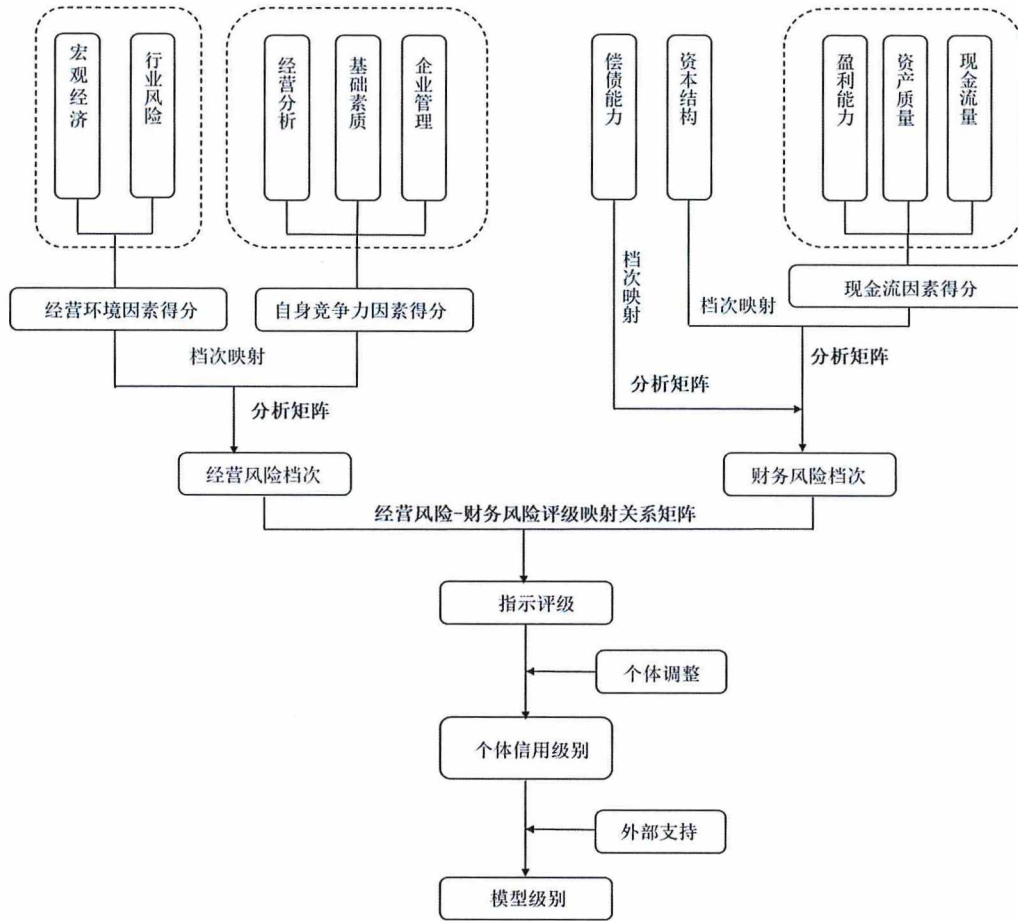 宏观经济
行业风险
经营分析
基础素质
企业管理
偿债能力
资本结构
盈利能力
资产质量
现金流量
经营环境因素得分
自身竞争力因素得分
档次映射
档次映射
现金流因素得分
档次映射
分析矩阵
分析矩阵
分析矩阵
经营风险档次
财务风险档次
经营风险-财务风险评级映射关系矩阵
指示评级
个体调整
个体信用级别
外部支持
模型级别